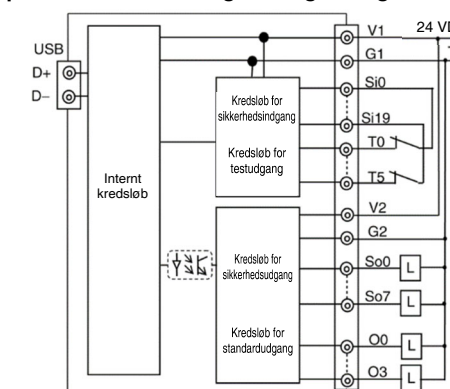 V1
24 VD
G1
USB
D+
D−
Si0
Si19
T0
T5
Kredsløb for
sikkerhedsindgang
Kredsløb for
testudgang
Internt
kredsløb
V2
G2
So0
L
So7
L
Kredsløb for
sikkerhedsudgang
Kredsløb for
standardudgang
O0
L
O3
L